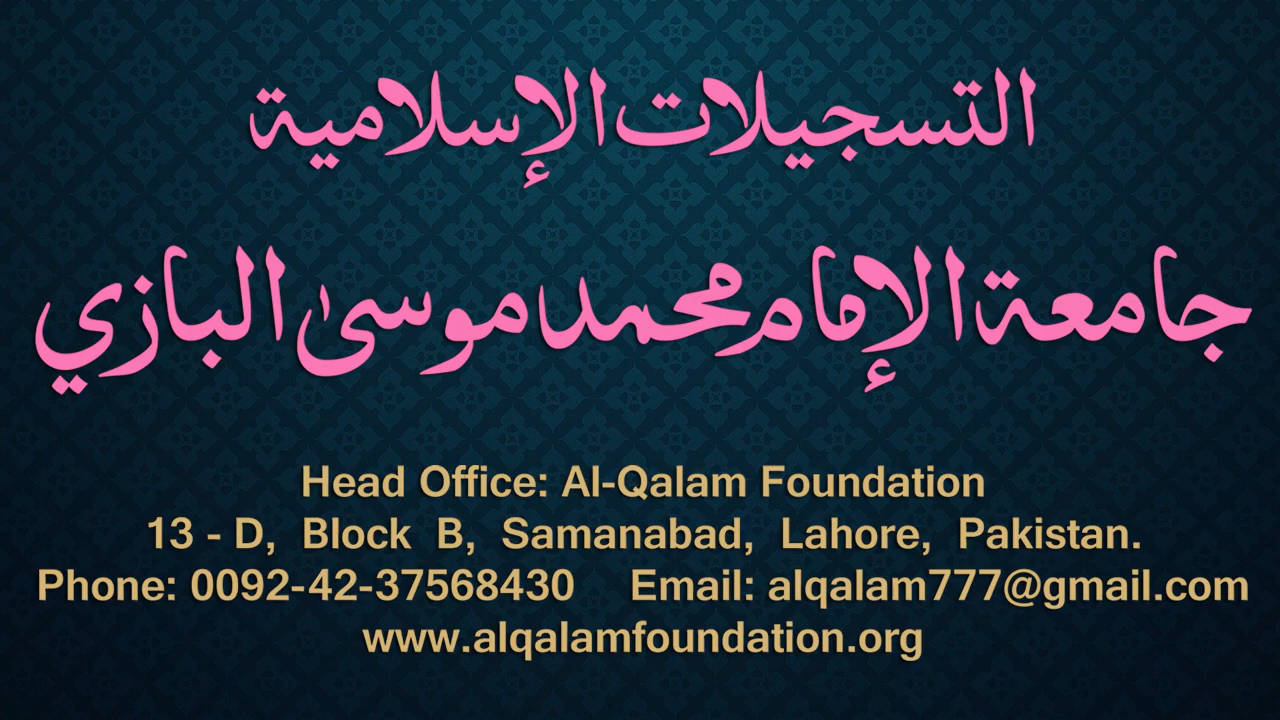 التسجيلات الإسلامية
جامعة الإمام محمد موسىٰ البازي
Head Office: Al-Qalam Foundation
13 - D, Block B, Samanabad, Lahore, Pakistan.
Phone: 0092-42-37568430 Email: alqalam777@gmail.com
www.alqalamfoundation.org